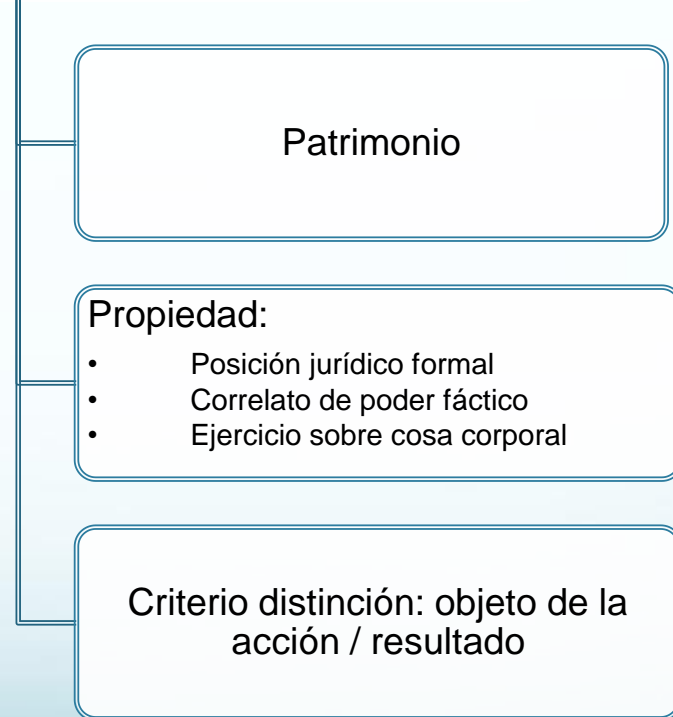 Patrimonio
Propiedad:
• Posición jurídico formal
• Correlato de poder fáctico
• Ejercicio sobre cosa corporal
Criterio distinción: objeto de la
acción / resultado